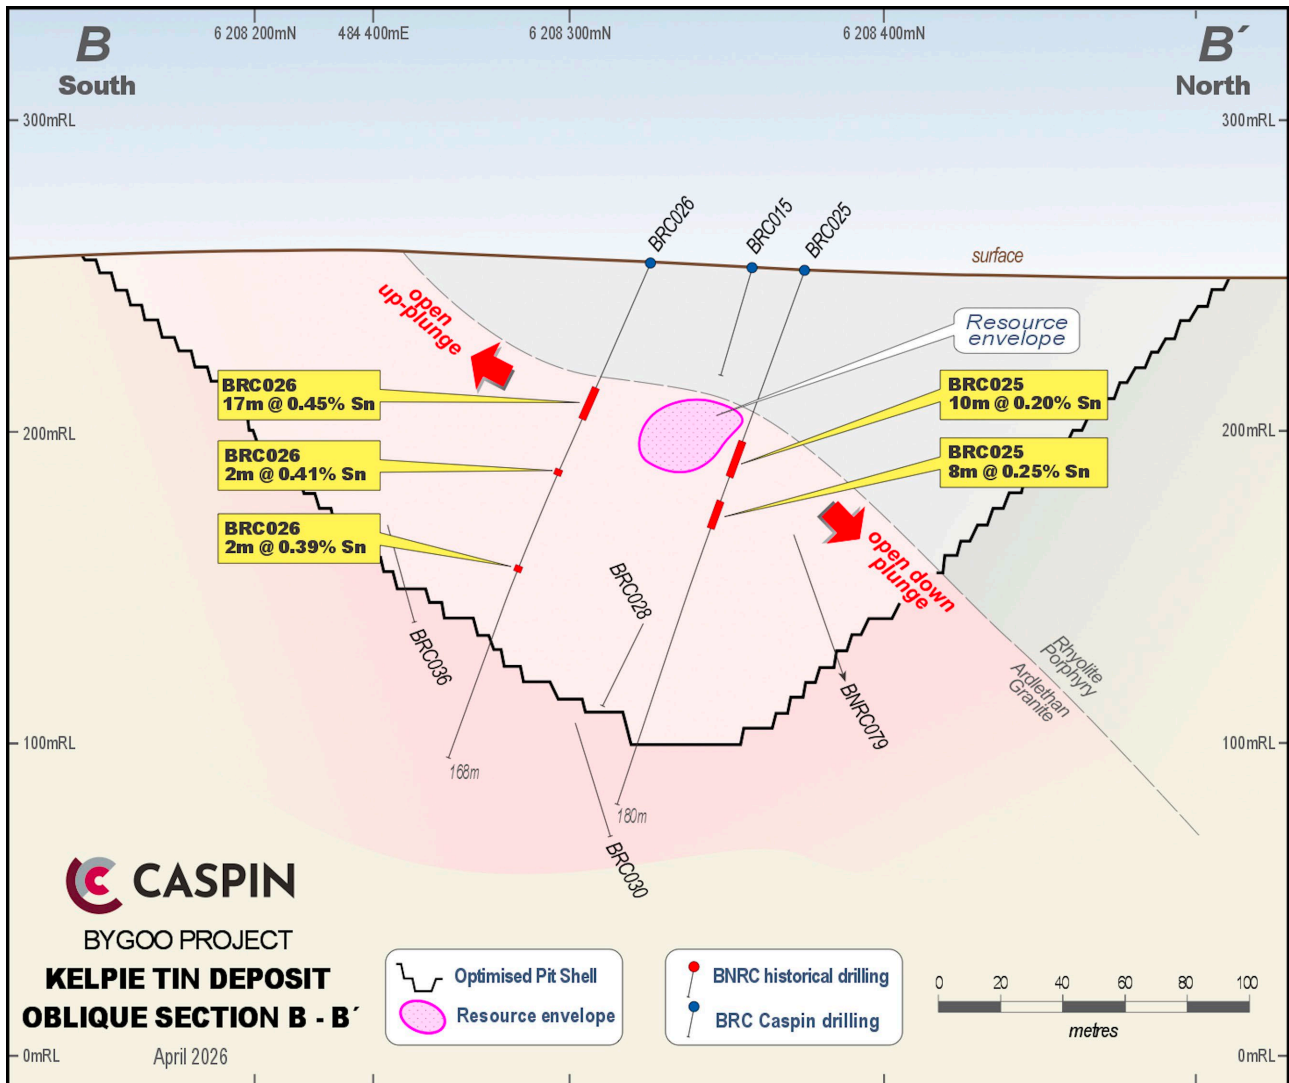 B
South
6 208 200mN
484 400mE
6 208 300mN
6 208 400mN
B´
North
300mRL
300mRL
BRC026
BRC015
BRC025
surface
open
up-plunge
Resource
envelope
BRC026
17m @ 0.45% Sn
BRC025
10m @ 0.20% Sn
200mRL
200mRL
BRC026
2m @ 0.41% Sn
BRC025
8m @ 0.25% Sn
BRC026
2m @ 0.39% Sn
open down
plunge
BRC028
BRC036
BNRC079
Rhyolite
Porphyry
Ardlethan
Granite
100mRL
100mRL
168m
180m
BRC030
CASPIN
BYGOO PROJECT
KELPIE TIN DEPOSIT
OBLIQUE SECTION B - B´
April 2026
Optimised Pit Shell
Resource envelope
BNRC historical drilling
BRC Caspin drilling
0 20 40 60 80 100
metres
0mRL
0mRL